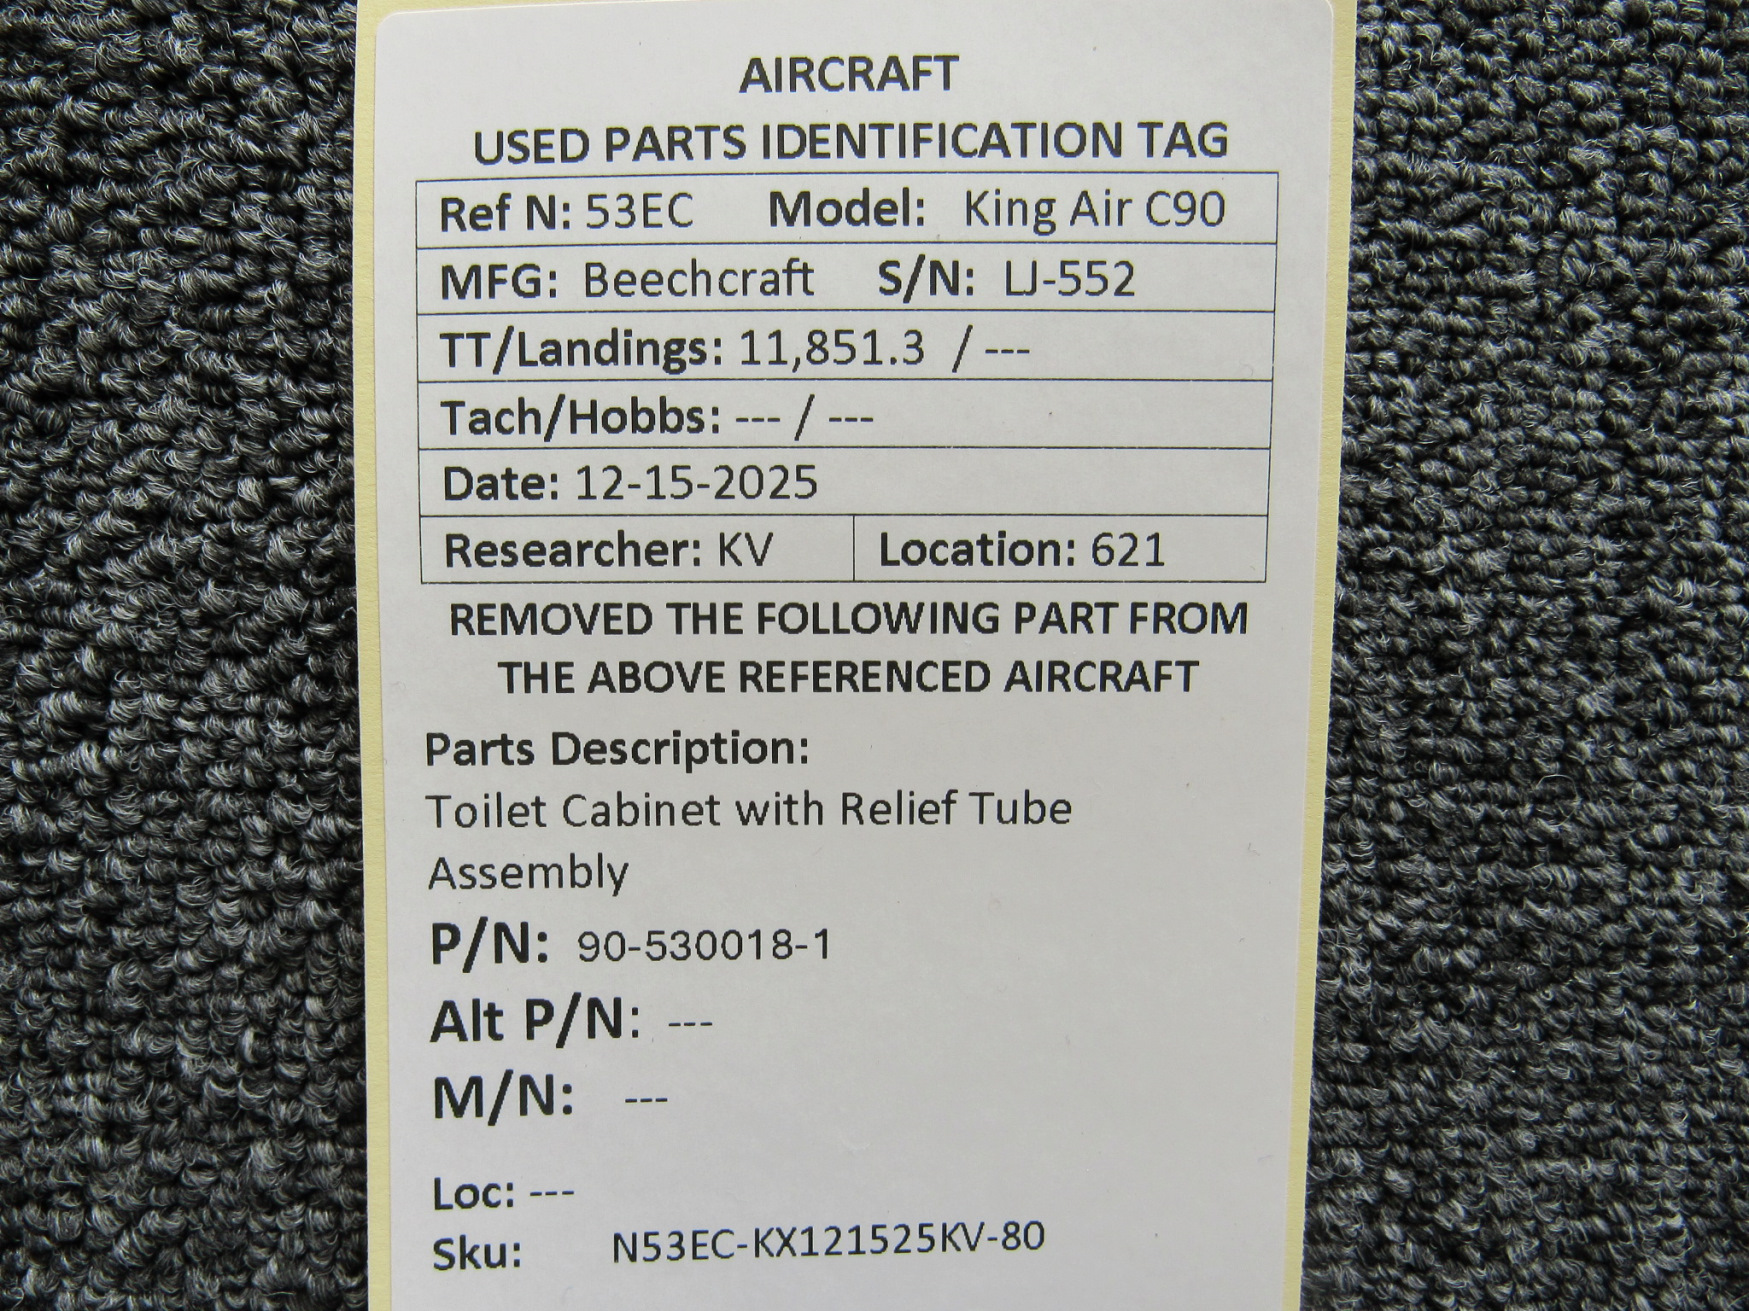 AIRCRAFT
USED PARTS IDENTIFICATION TAG
Ref N: 53EC Model: King Air C90
MFG: Beechcraft S/N: LJ-552
TT/Landings: 11,851.3 / ---
Tach/Hobbs: --- / ---
Date: 12-15-2025
Researcher: KV Location: 621
REMOVED THE FOLLOWING PART FROM
THE ABOVE REFERENCED AIRCRAFT
Parts Description:
Toilet Cabinet with Relief Tube
Assembly
P/N: 90-530018-1
Alt P/N: ---
M/N: ---
Loc: ---
Sku: N53EC-KX121525KV-80